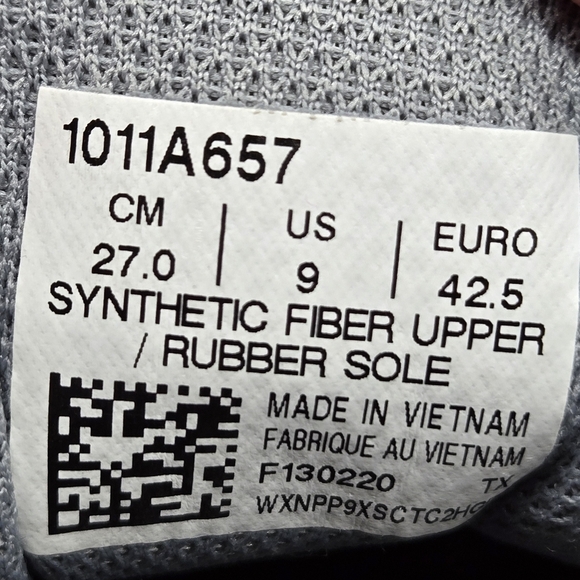 1011A657
CM | US | EURO
27.0 | 9 | 42.5
SYNTHETIC FIBER UPPER
/ RUBBER SOLE
MADE IN VIETNAM
FABRIQUE AU VIETNAM
F130220 TX